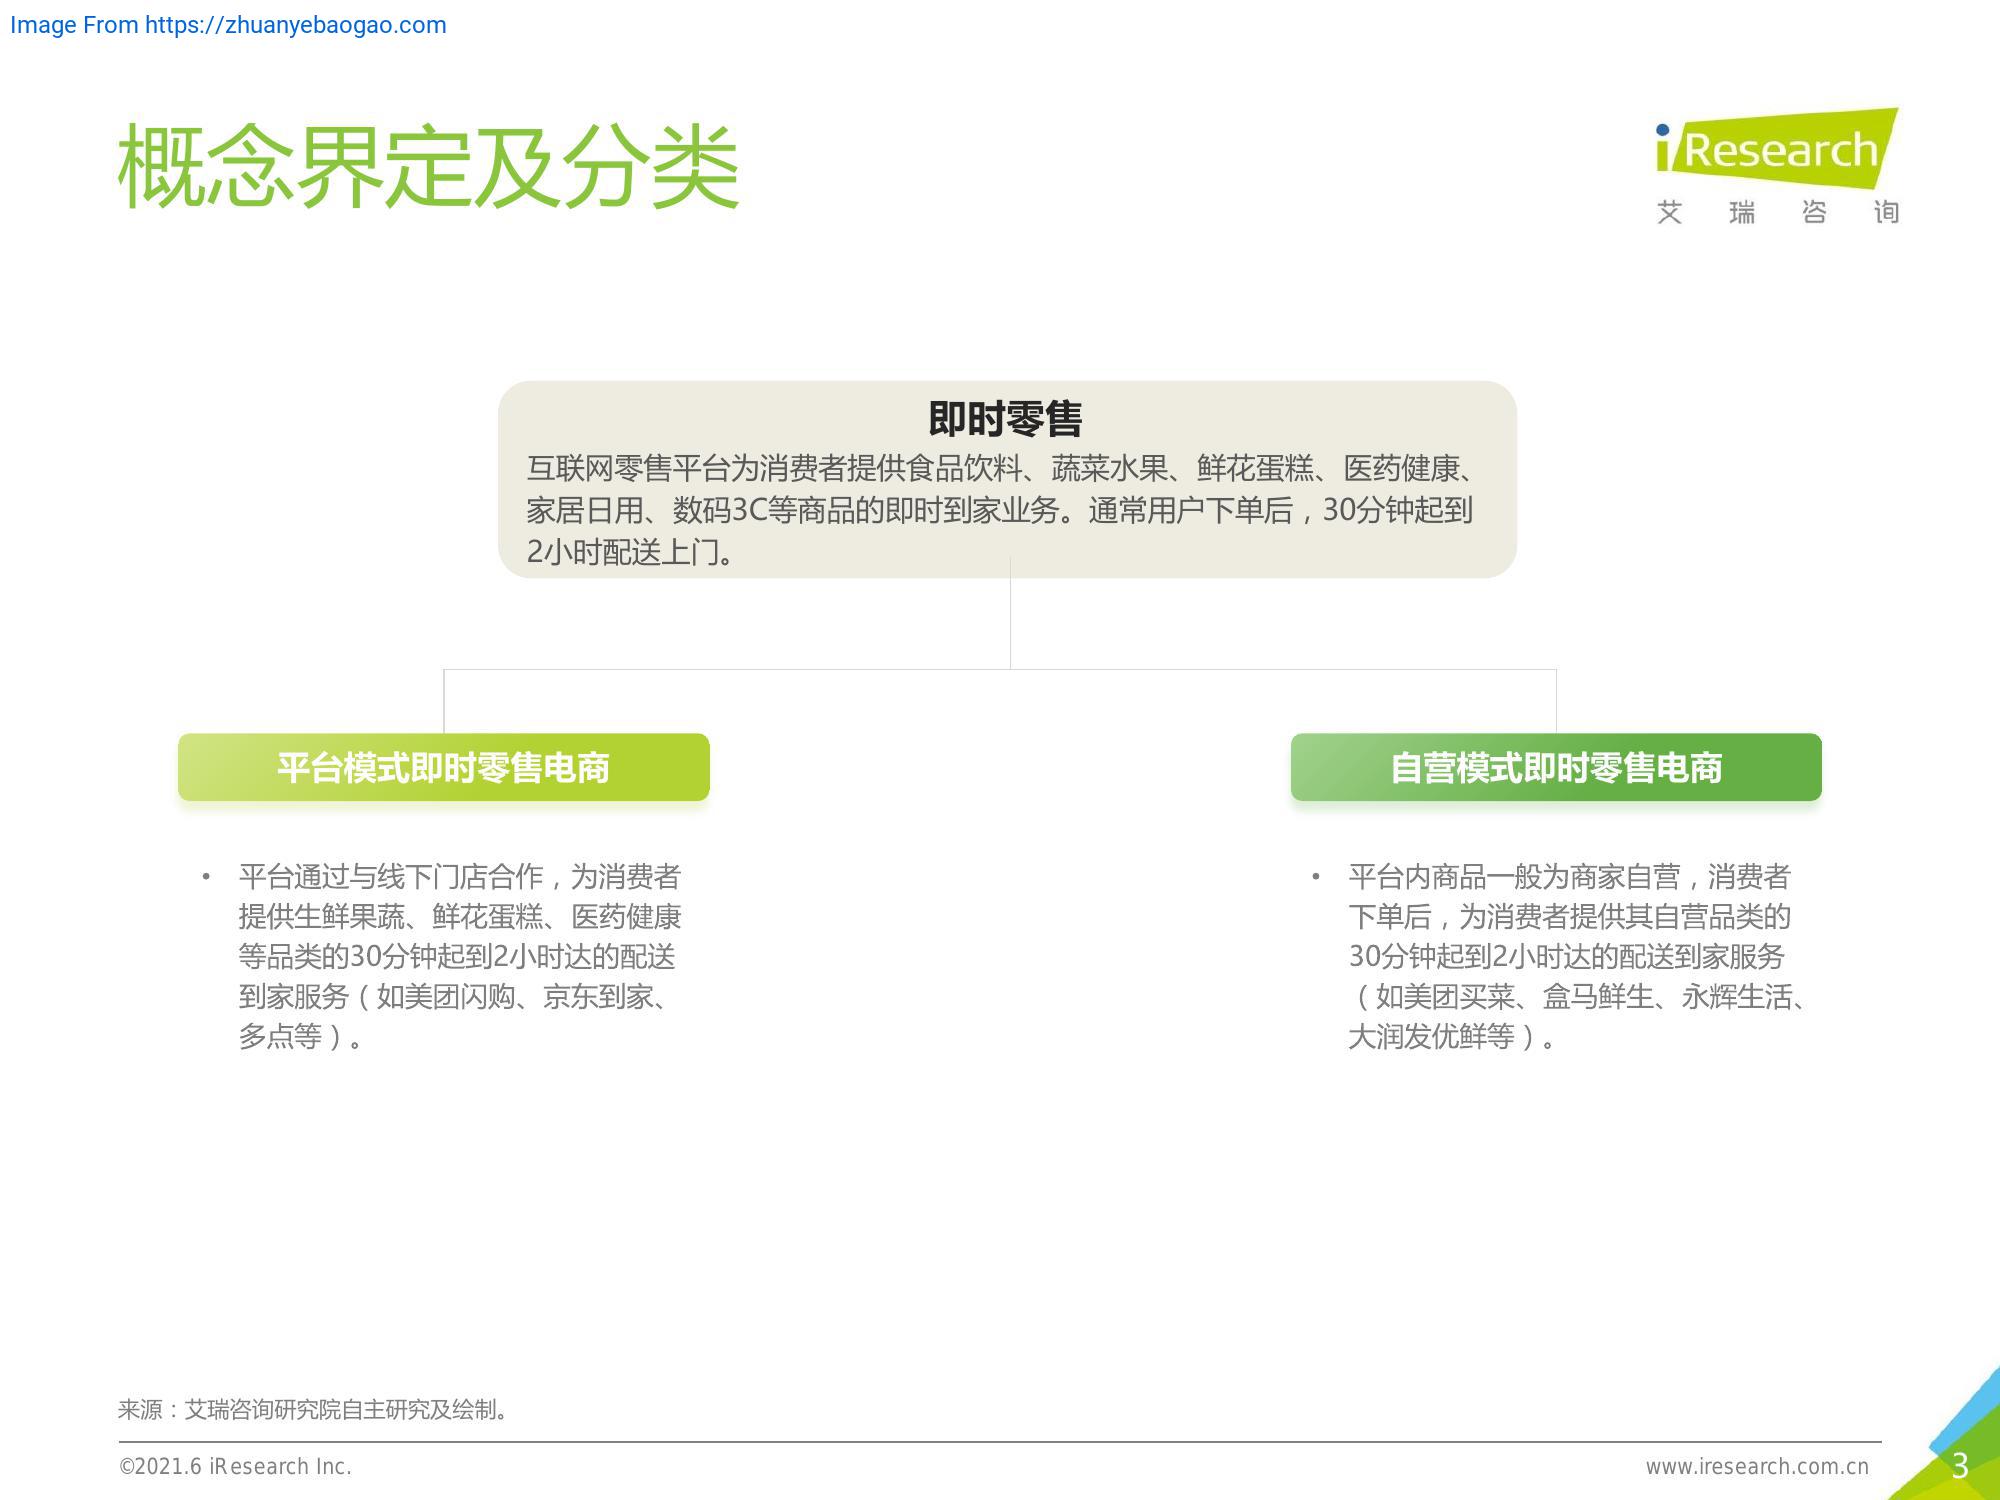 Image From https://zhuanyebaogao.com
概念界定及分类
iResearch
艾瑞咨询
即时零售
互联网零售平台为消费者提供食品饮料、蔬菜水果、鲜花蛋糕、医药健康、
家居日用、数码3C等商品的即时到家业务。通常用户下单后，30分钟起到
2小时配送上门。
平台模式即时零售电商
自营模式即时零售电商
• 平台通过与线下门店合作，为消费者
提供生鲜果蔬、鲜花蛋糕、医药健康
等品类的30分钟起到2小时达的配送
到家服务（如美团闪购、京东到家、
多点等）。
• 平台内商品一般为商家自营，消费者
下单后，为消费者提供其自营品类的
30分钟起到2小时达的配送到家服务
（如美团买菜、盒马鲜生、永辉生活、
大润发优鲜等）。
来源：艾瑞咨询研究院自主研究及绘制。
©2021.6 iResearch Inc.
www.iresearch.com.cn
3